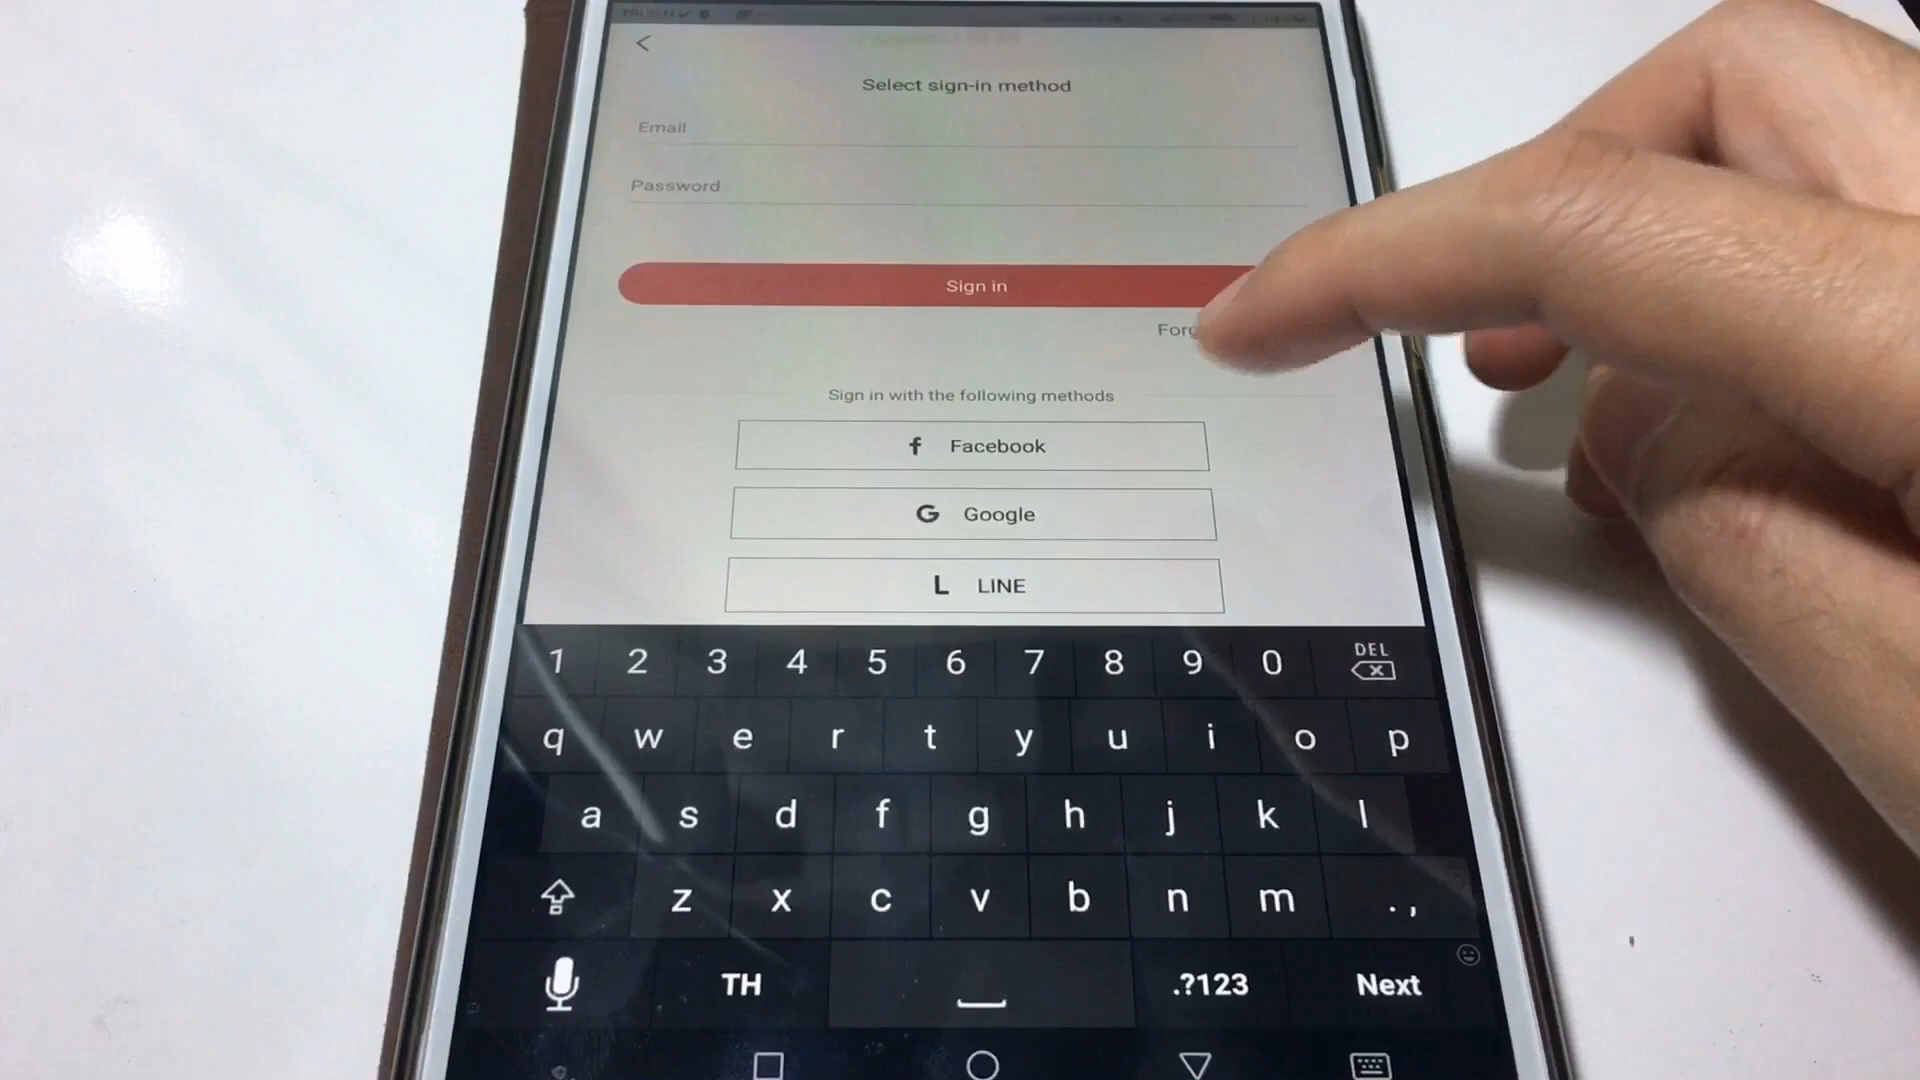 Select sign-in method
Email
Password
Sign in
Sign in with the following methods
f Facebook
G Google
L LINE
1 2 3 4 5 6 7 8 9 0 DEL
q w e r t y u i o p
a s d f g h j k l
z x c v b n m . ,
TH .?123 Next